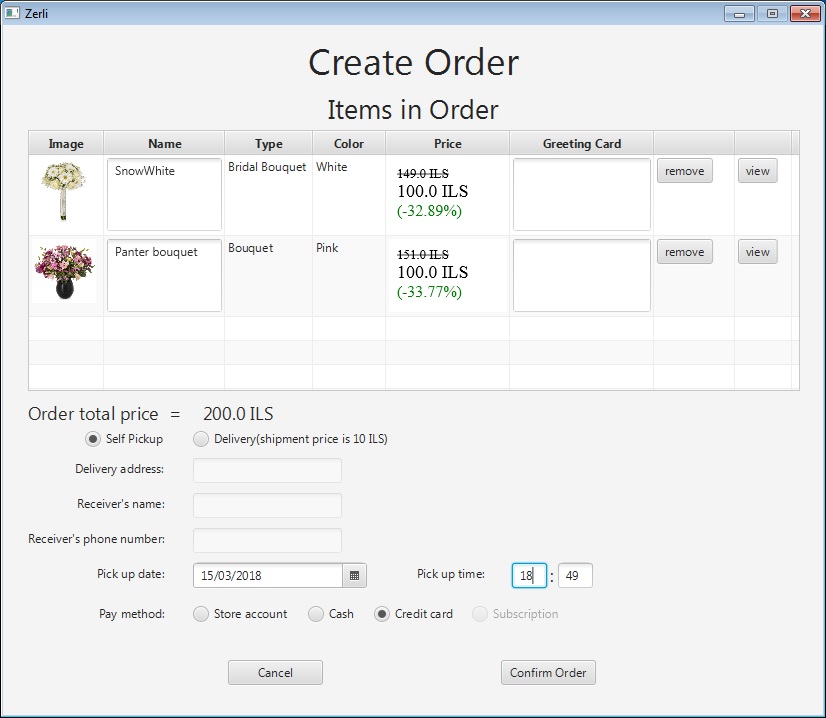 Zerli
Create Order
Items in Order
Image Name Type Color Price Greeting Card
SnowWhite Bridal Bouquet White 149.0 ILS remove view
100.0 ILS
(-32.89%)
Panter bouquet Bouquet Pink 151.0 ILS remove view
100.0 ILS
(-33.77%)
Order total price = 200.0 ILS
Self Pickup Delivery(shipment price is 10 ILS)
Delivery address:
Receiver's name:
Receiver's phone number:
Pick up date: 15/03/2018 Pick up time: 18 : 49
Pay method: Store account Cash Credit card Subscription
Cancel Confirm Order